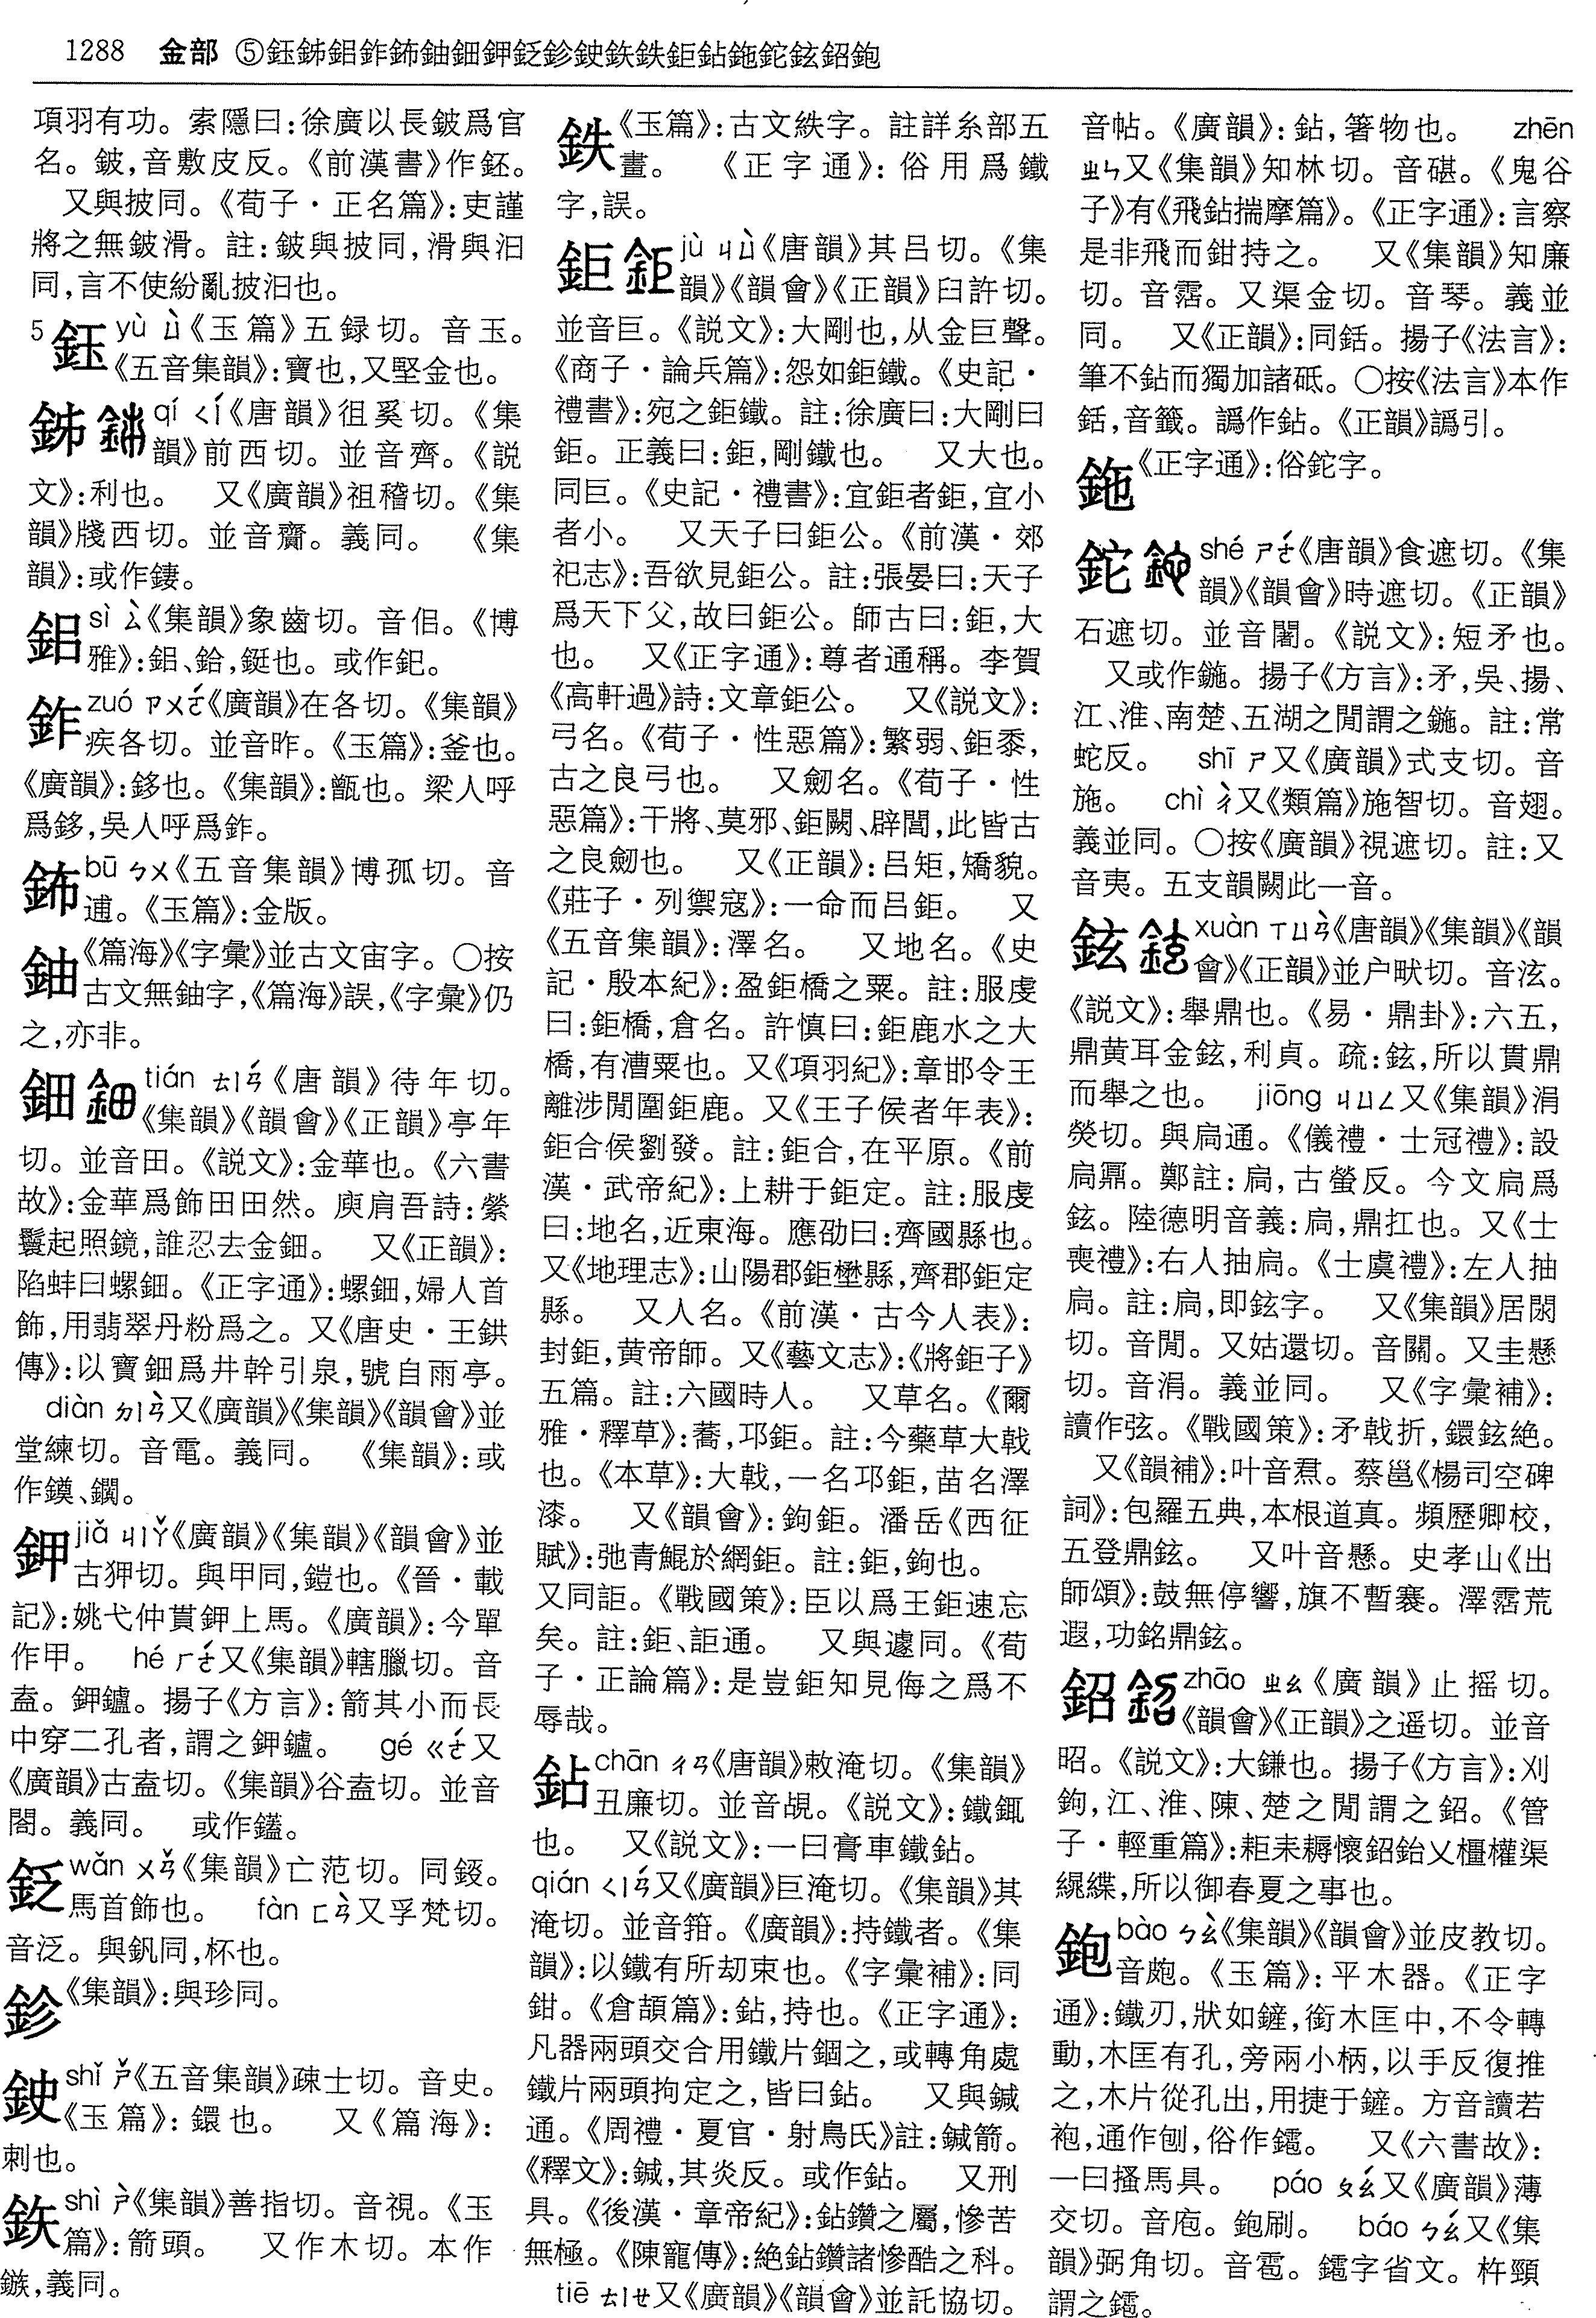 1288 金部 ⑤鈺鉘鋁鈼鈽鈾鈿鉀鉣鉁鉂鉃鉄鉅鉆鉇鉈鉉鉊鉋
項羽有功。索隱曰:徐廣以長鈹爲官
名。鈹,音敷皮反。《前漢書》作鉟。
又與披同。《荀子·正名篇》:吏謹
將之無鈹滑。註:鈹與披同,滑與汩
同,言不使紛亂披汩也。
5 鈺 yù ㄩˋ《玉篇》五録切。音玉。
《五音集韻》:寶也,又堅金也。
qí ㄑㄧˊ《唐韻》徂奚切。《集
韻》前西切。並音齊。《説
文》:利也。 又《廣韻》祖稽切。《集
韻》牋西切。並音齎。義同。 《集
韻》:或作鏤。
sì ㄙˋ《集韻》象齒切。音佀。《博
雅》:鉊、鉿,鋌也。或作鈀。
鈼 zuó ㄗㄨㄛˊ《廣韻》在各切。《集韻》
疾各切。並音昨。《玉篇》:釜也。
《廣韻》:鉹也。《集韻》:甑也。梁人呼
爲鉹,吳人呼爲鈼。
鈽 bū ㄅㄨ《五音集韻》博孤切。音
逋。《玉篇》:金版。
鈾《篇海》《字彙》並古文宙字。○按
古文無鈾字,《篇海》誤,《字彙》仍
之,亦非。
鈿 tián ㄊㄧㄢˊ《唐韻》待年切。
《集韻》《韻會》《正韻》亭年
切。並音田。《説文》:金華也。《六書
故》:金華爲飾田田然。庾肩吾詩:縈
鬟起照鏡,誰忍去金鈿。 又《正韻》:
陷蚌曰螺鈿。《正字通》:螺鈿,婦人首
飾,用翡翠丹粉爲之。又《唐史·王鉷
傳》:以寶鈿爲井幹引泉,號自雨亭。
diàn ㄉㄧㄢˋ又《廣韻》《集韻》《韻會》並
堂練切。音電。義同。 《集韻》:或
作鏌、鐗。
鉀 jiǎ ㄐㄧㄚˇ《廣韻》《集韻》《韻會》並
古狎切。與甲同,鎧也。《晉·載
記》:姚弋仲貫鉀上馬。《廣韻》:今單
作甲。 hé ㄏㄜˊ又《集韻》轄臘切。音
盍。鉀鑪。揚子《方言》:箭其小而長
中穿二孔者,謂之鉀鑪。 gé ㄍㄜˊ又
《廣韻》古盍切。《集韻》谷盍切。並音
閤。義同。 或作鎑。
wǎn ㄨㄢˇ《集韻》亡范切。同鋄。
馬首飾也。 fàn ㄈㄢˋ又孚梵切。
音泛。與釩同,杯也。
鉁《集韻》:與珍同。
鉂 shǐ ㄕˇ《五音集韻》疎士切。音史。
《玉篇》:鐶也。 又《篇海》:
刺也。
鉃 shì ㄕˋ《集韻》善指切。音視。《玉
篇》:箭頭。 又作木切。本作
鏃,義同。
鉄《玉篇》:古文紩字。註詳糸部五
畫。 《正字通》:俗用爲鐵
字,誤。
鉅 jù ㄐㄩˋ《唐韻》其吕切。《集
韻》《韻會》《正韻》臼許切。
並音巨。《説文》:大剛也,从金巨聲。
《商子·論兵篇》:怨如鉅鐵。《史記·
禮書》:宛之鉅鐵。註:徐廣曰:大剛曰
鉅。正義曰:鉅,剛鐵也。 又大也。
同巨。《史記·禮書》:宜鉅者鉅,宜小
者小。 又天子曰鉅公。《前漢·郊
祀志》:吾欲見鉅公。註:張晏曰:天子
爲天下父,故曰鉅公。師古曰:鉅,大
也。 又《正字通》:尊者通稱。李賀
《高軒過》詩:文章鉅公。 又《説文》:
弓名。《荀子·性惡篇》:繁弱、鉅黍,
古之良弓也。 又劒名。《荀子·性
惡篇》:干將、莫邪、鉅闕、辟閭,此皆古
之良劒也。 又《正韻》:吕矩,矯貌。
《莊子·列禦寇》:一命而吕鉅。 又
《五音集韻》:澤名。 又地名。《史
記·殷本紀》:盈鉅橋之粟。註:服虔
曰:鉅橋,倉名。許慎曰:鉅鹿水之大
橋,有漕粟也。又《項羽紀》:章邯令王
離涉閒圍鉅鹿。又《王子侯者年表》:
鉅合侯劉發。註:鉅合,在平原。《前
漢·武帝紀》:上耕于鉅定。註:服虔
曰:地名,近東海。應劭曰:齊國縣也。
又《地理志》:山陽郡鉅壄縣,齊郡鉅定
縣。 又人名。《前漢·古今人表》:
封鉅,黄帝師。又《藝文志》:《將鉅子》
五篇。註:六國時人。 又草名。《爾
雅·釋草》:蕎,邛鉅。註:今藥草大戟
也。《本草》:大戟,一名邛鉅,苗名澤
漆。 又《韻會》:鉤鉅。潘岳《西征
賦》:弛青鯤於網鉅。註:鉅,鉤也。
又同詎。《戰國策》:臣以爲王鉅速忘
矣。註:鉅、詎通。 又與遽同。《荀
子·正論篇》:是豈鉅知見侮之爲不
辱哉。
鉆 chān ㄔㄢ《唐韻》敕淹切。《集韻》
丑廉切。並音覘。《説文》:鐵鉔
也。 又《説文》:一曰膏車鐵鉆。
qián ㄑㄧㄢˊ又《廣韻》巨淹切。《集韻》其
淹切。並音箝。《廣韻》:持鐵者。《集
韻》:以鐵有所刼束也。《字彙補》:同
鉗。《倉頡篇》:鉆,持也。《正字通》:
凡器兩頭交合用鐵片錮之,或轉角處
鐵片兩頭拘定之,皆曰鉆。 又與鍼
通。《周禮·夏官·射鳥氏》註:鍼箭。
《釋文》:鍼,其炎反。或作鉆。 又刑
具。《後漢·章帝紀》:鉆鑽之屬,慘苦
無極。《陳寵傳》:絶鉆鑽諸慘酷之科。
tiē ㄊㄧㄝ又《廣韻》《韻會》並託協切。
音帖。《廣韻》:鉆,箸物也。 zhēn
ㄓㄣ又《集韻》知林切。音碪。《鬼谷
子》有《飛鉆揣摩篇》。《正字通》:言察
是非飛而鉗持之。 又《集韻》知廉
切。音霑。又渠金切。音琴。義並
同。 又《正韻》:同銛。揚子《法言》:
筆不鉆而獨加諸砥。○按《法言》本作
銛,音籤。譌作鉆。《正韻》譌引。
鉇《正字通》:俗鉈字。
鉈 shé ㄕㄜˊ《唐韻》食遮切。《集
韻》《韻會》時遮切。《正韻》
石遮切。並音闍。《説文》:短矛也。
又或作鍦。揚子《方言》:矛,吳、揚、
江、淮、南楚、五湖之閒謂之鍦。註:常
蛇反。 shī ㄕ又《廣韻》式支切。音
施。 chì ㄔˋ又《類篇》施智切。音翅。
義並同。○按《廣韻》視遮切。註:又
音夷。五支韻闕此一音。
鉉 xuàn ㄒㄩㄢˋ《唐韻》《集韻》《韻
會》《正韻》並户畎切。音泫。
《説文》:舉鼎也。《易·鼎卦》:六五,
鼎黄耳金鉉,利貞。疏:鉉,所以貫鼎
而舉之也。 jiōng ㄐㄩㄥ又《集韻》涓
熒切。與扃通。《儀禮·士冠禮》:設
扃鼏。鄭註:扃,古螢反。今文扃爲
鉉。陸德明音義:扃,鼎扛也。又《士
喪禮》:右人抽扃。《士虞禮》:左人抽
扃。註:扃,即鉉字。 又《集韻》居閑
切。音閒。又姑還切。音關。又圭懸
切。音涓。義並同。 又《字彙補》:
讀作弦。《戰國策》:矛戟折,鐶鉉絶。
又《韻補》:叶音焄。蔡邕《楊司空碑
詞》:包羅五典,本根道真。頻歷卿校,
五登鼎鉉。 又叶音懸。史孝山《出
師頌》:鼓無停響,旗不暫褰。澤霑荒
遐,功銘鼎鉉。
鉊 zhāo ㄓㄠ《廣韻》止摇切。
《韻會》《正韻》之遥切。並音
昭。《説文》:大鎌也。揚子《方言》:刈
鉤,江、淮、陳、楚之閒謂之鉊。《管
子·輕重篇》:耟耒耨懷鉊鈶乂橿權渠
繉緤,所以御春夏之事也。
鉋 bào ㄅㄠˋ《集韻》《韻會》並皮教切。
音皰。《玉篇》:平木器。《正字
通》:鐵刃,狀如鏟,銜木匡中,不令轉
動,木匡有孔,旁兩小柄,以手反復推
之,木片從孔出,用捷于鏟。方音讀若
袍,通作刨,俗作鑤。 又《六書故》:
一曰搔馬具。 páo ㄆㄠˊ又《廣韻》薄
交切。音庖。鉋刷。 báo ㄅㄠˊ又《集
韻》弼角切。音雹。鑤字省文。杵頸
謂之鑤。